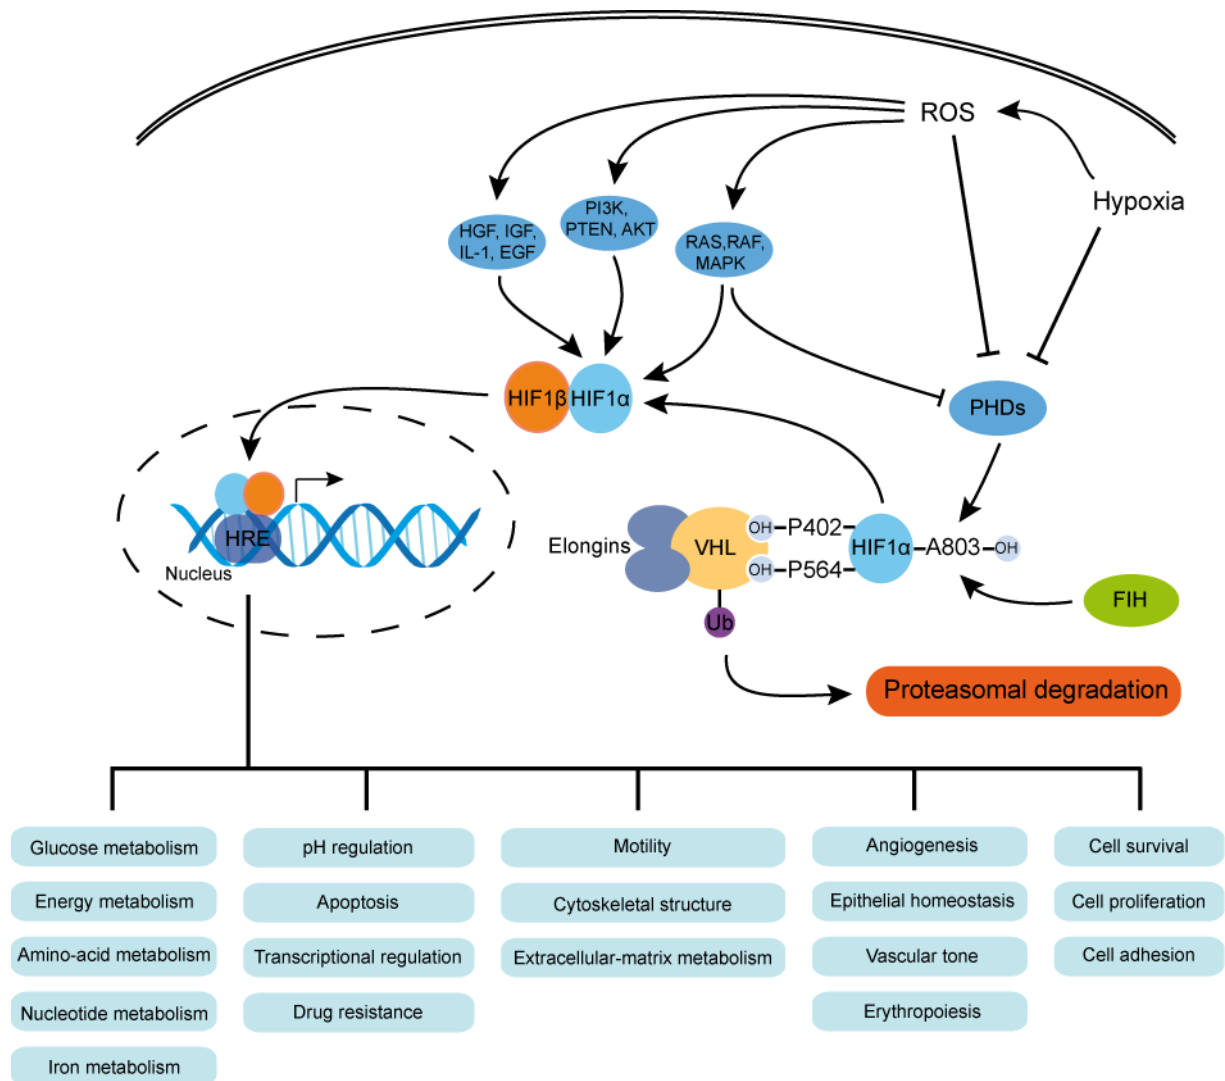 ROS
Hypoxia
HGF, IGF,
IL-1, EGF
PI3K,
PTEN, AKT
RAS,RAF,
MAPK
HIF1β
HIF1α
PHDs
HRE
Nucleus
Elongins
VHL
OH
P402
OH
P564
HIF1α
A803
OH
Ub
FIH
Proteasomal degradation
Glucose metabolism
Energy metabolism
Amino-acid metabolism
Nucleotide metabolism
Iron metabolism
pH regulation
Apoptosis
Transcriptional regulation
Drug resistance
Motility
Cytoskeletal structure
Extracellular-matrix metabolism
Angiogenesis
Epithelial homeostasis
Vascular tone
Erythropoiesis
Cell survival
Cell proliferation
Cell adhesion